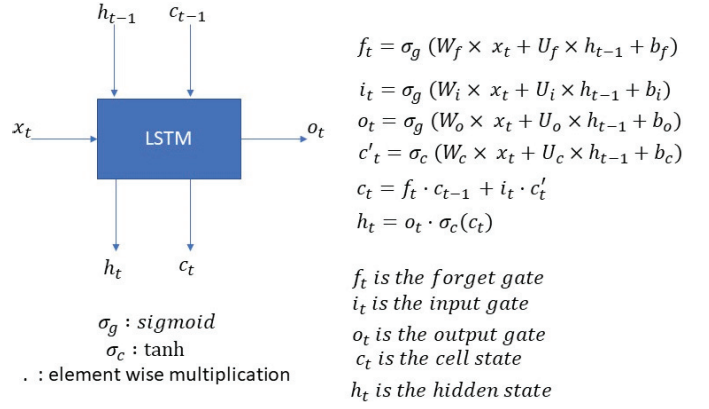 h_{t-1} c_{t-1}
x_t LSTM o_t
h_t c_t
σ_g : sigmoid
σ_c : tanh
. : element wise multiplication
f_t = σ_g (W_f × x_t + U_f × h_{t-1} + b_f)
i_t = σ_g (W_i × x_t + U_i × h_{t-1} + b_i)
o_t = σ_g (W_o × x_t + U_o × h_{t-1} + b_o)
c'_t = σ_c (W_c × x_t + U_c × h_{t-1} + b_c)
c_t = f_t · c_{t-1} + i_t · c'_t
h_t = o_t · σ_c(c_t)
f_t is the forget gate
i_t is the input gate
o_t is the output gate
c_t is the cell state
h_t is the hidden state